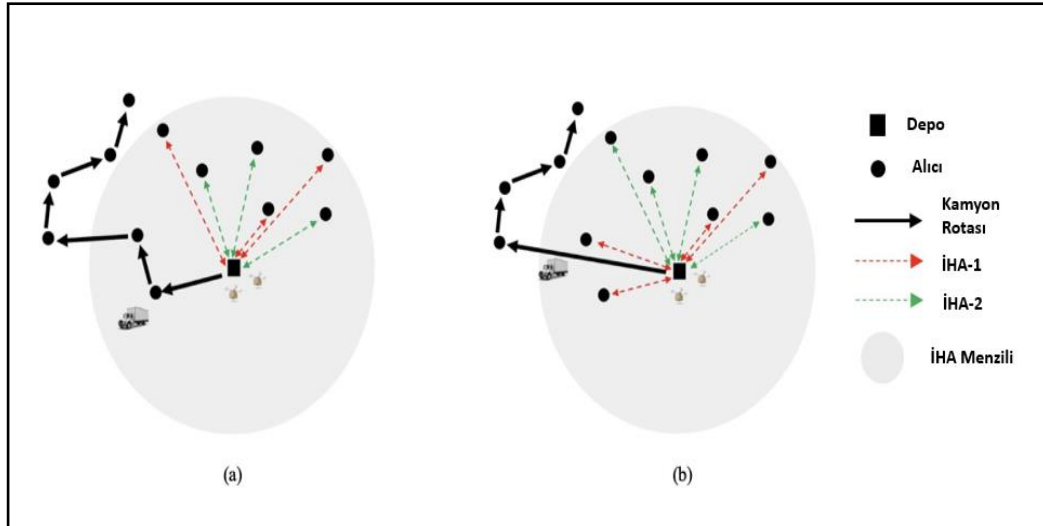 Depo
Alıcı
Kamyon
Rotası
İHA-1
İHA-2
İHA Menzili
(a)
(b)